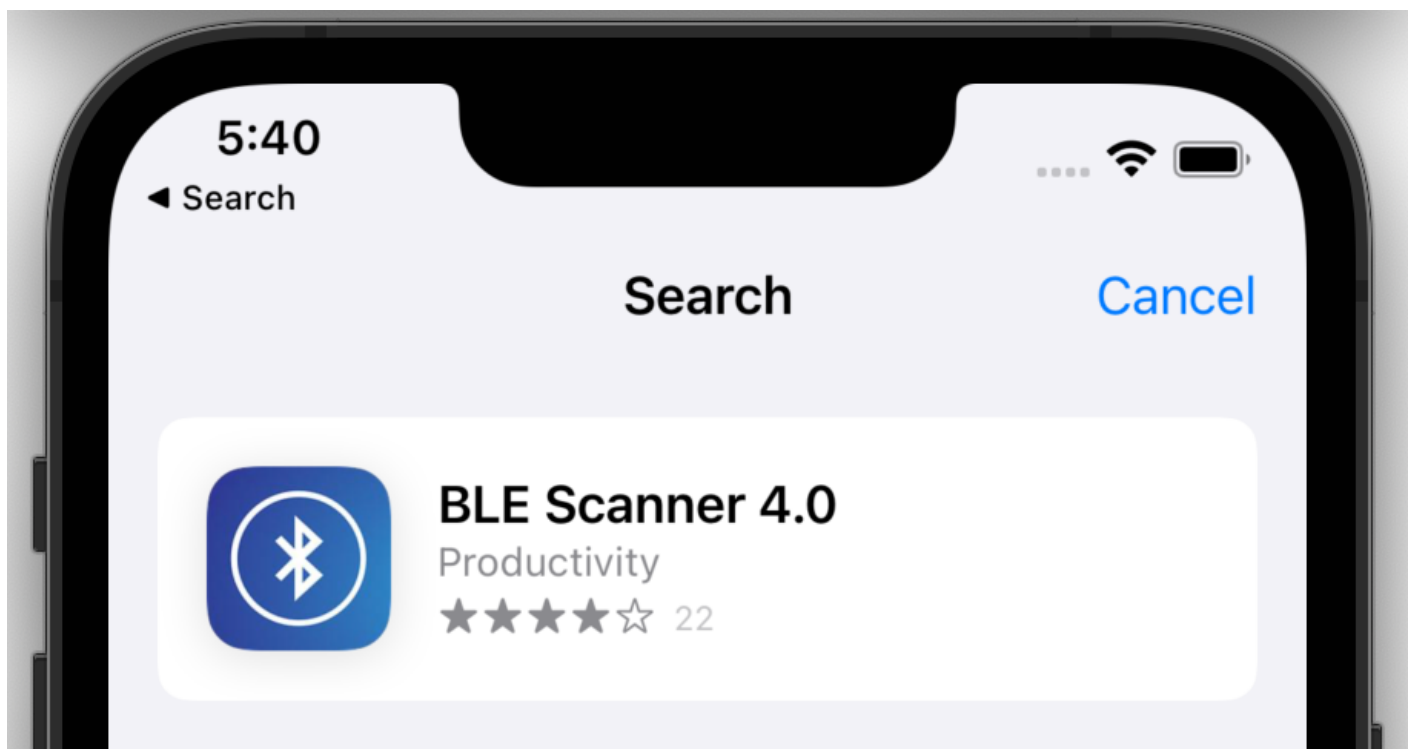 5:40
◀ Search
Search
Cancel
BLE Scanner 4.0
Productivity
★★★★☆ 22